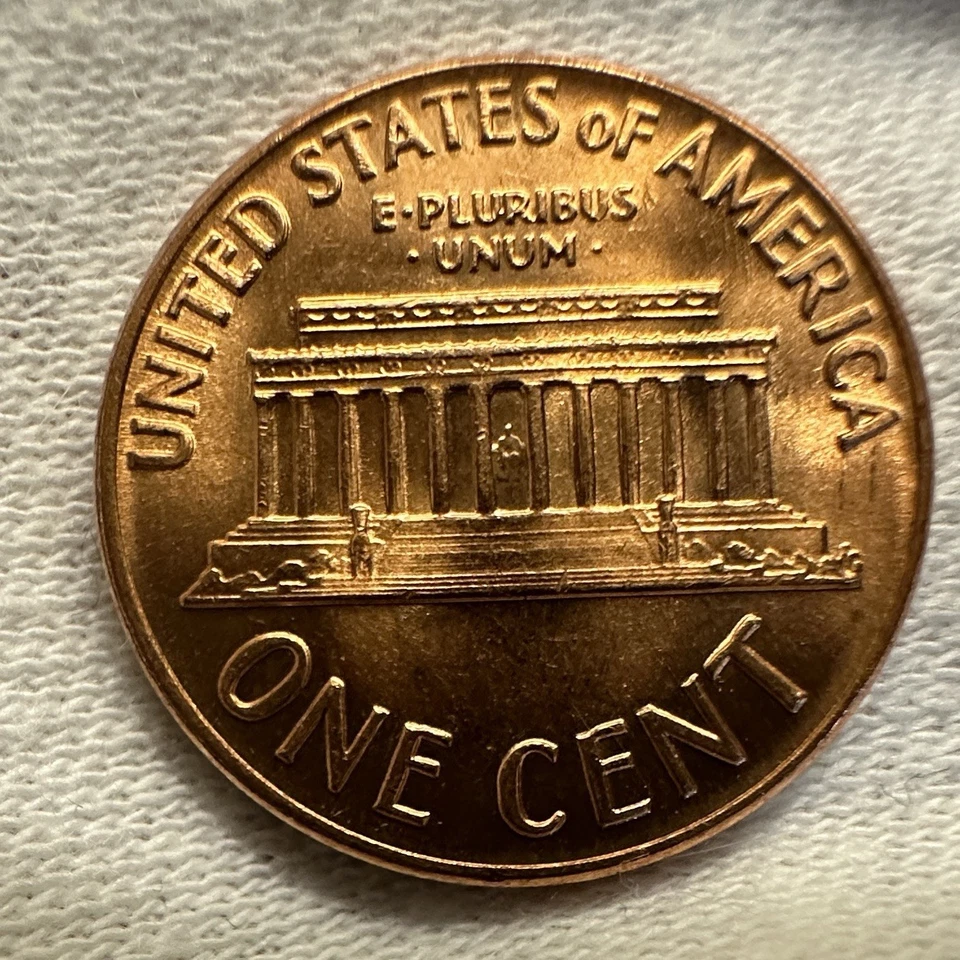 UNITED STATES oF AMERICA
E·PLURIBUS
·UNUM·
ONE CENT